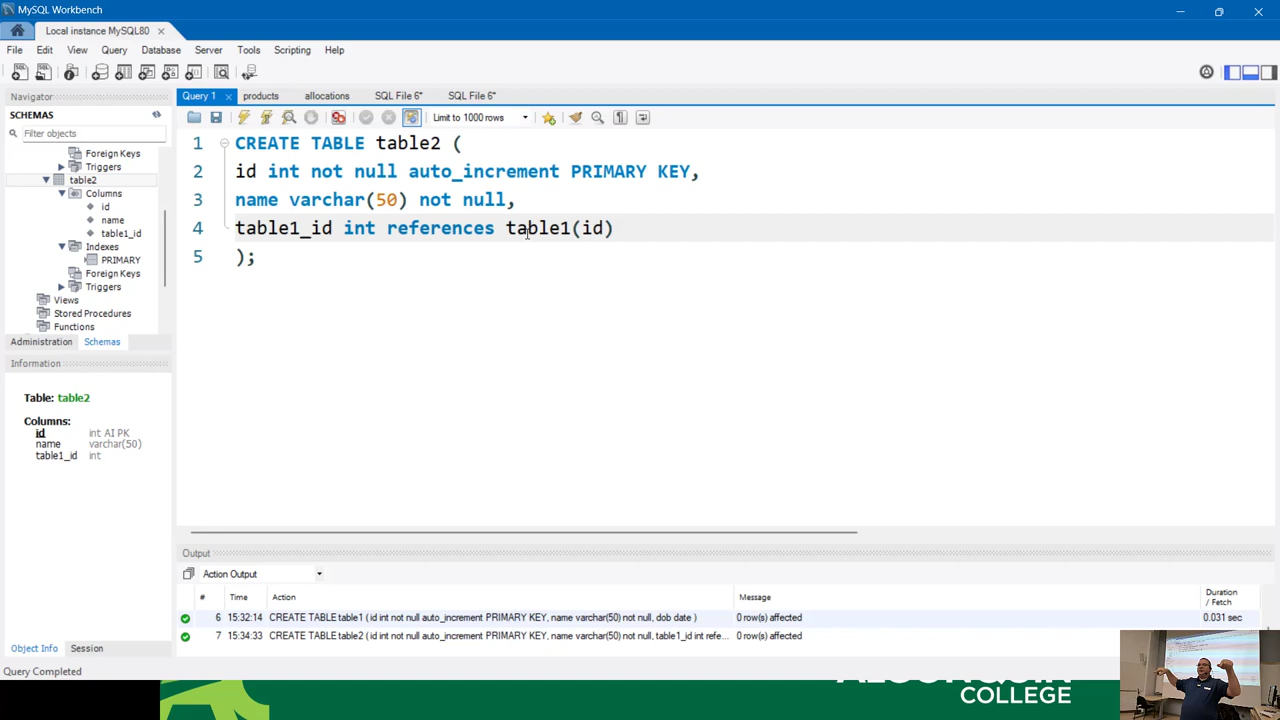 MySQL Workbench
Local instance MySQL80
File Edit View Query Database Server Tools Scripting Help
Navigator
SCHEMAS
Filter objects
Foreign Keys
Triggers
table2
Columns
id
name
table1_id
Indexes
PRIMARY
Foreign Keys
Triggers
Views
Stored Procedures
Functions
Administration Schemas
Information
Table: table2
Columns:
id int AI PK
name varchar(50)
table1_id int
Object Info Session
Query Completed
Query 1 products allocations SQL File 6* SQL File 6*
Limit to 1000 rows
1 CREATE TABLE table2 (
2 id int not null auto_increment PRIMARY KEY,
3 name varchar(50) not null,
4 table1_id int references table1(id)
5 );
Output
Action Output
# Time Action Message Duration / Fetch
6 15:32:14 CREATE TABLE table1 ( id int not null auto_increment PRIMARY KEY, name varchar(50) not null, dob date ) 0 row(s) affected 0.031 sec
7 15:34:33 CREATE TABLE table2 ( id int not null auto_increment PRIMARY KEY, name varchar(50) not null, table1_id int refe... 0 row(s) affected
COLLEGE